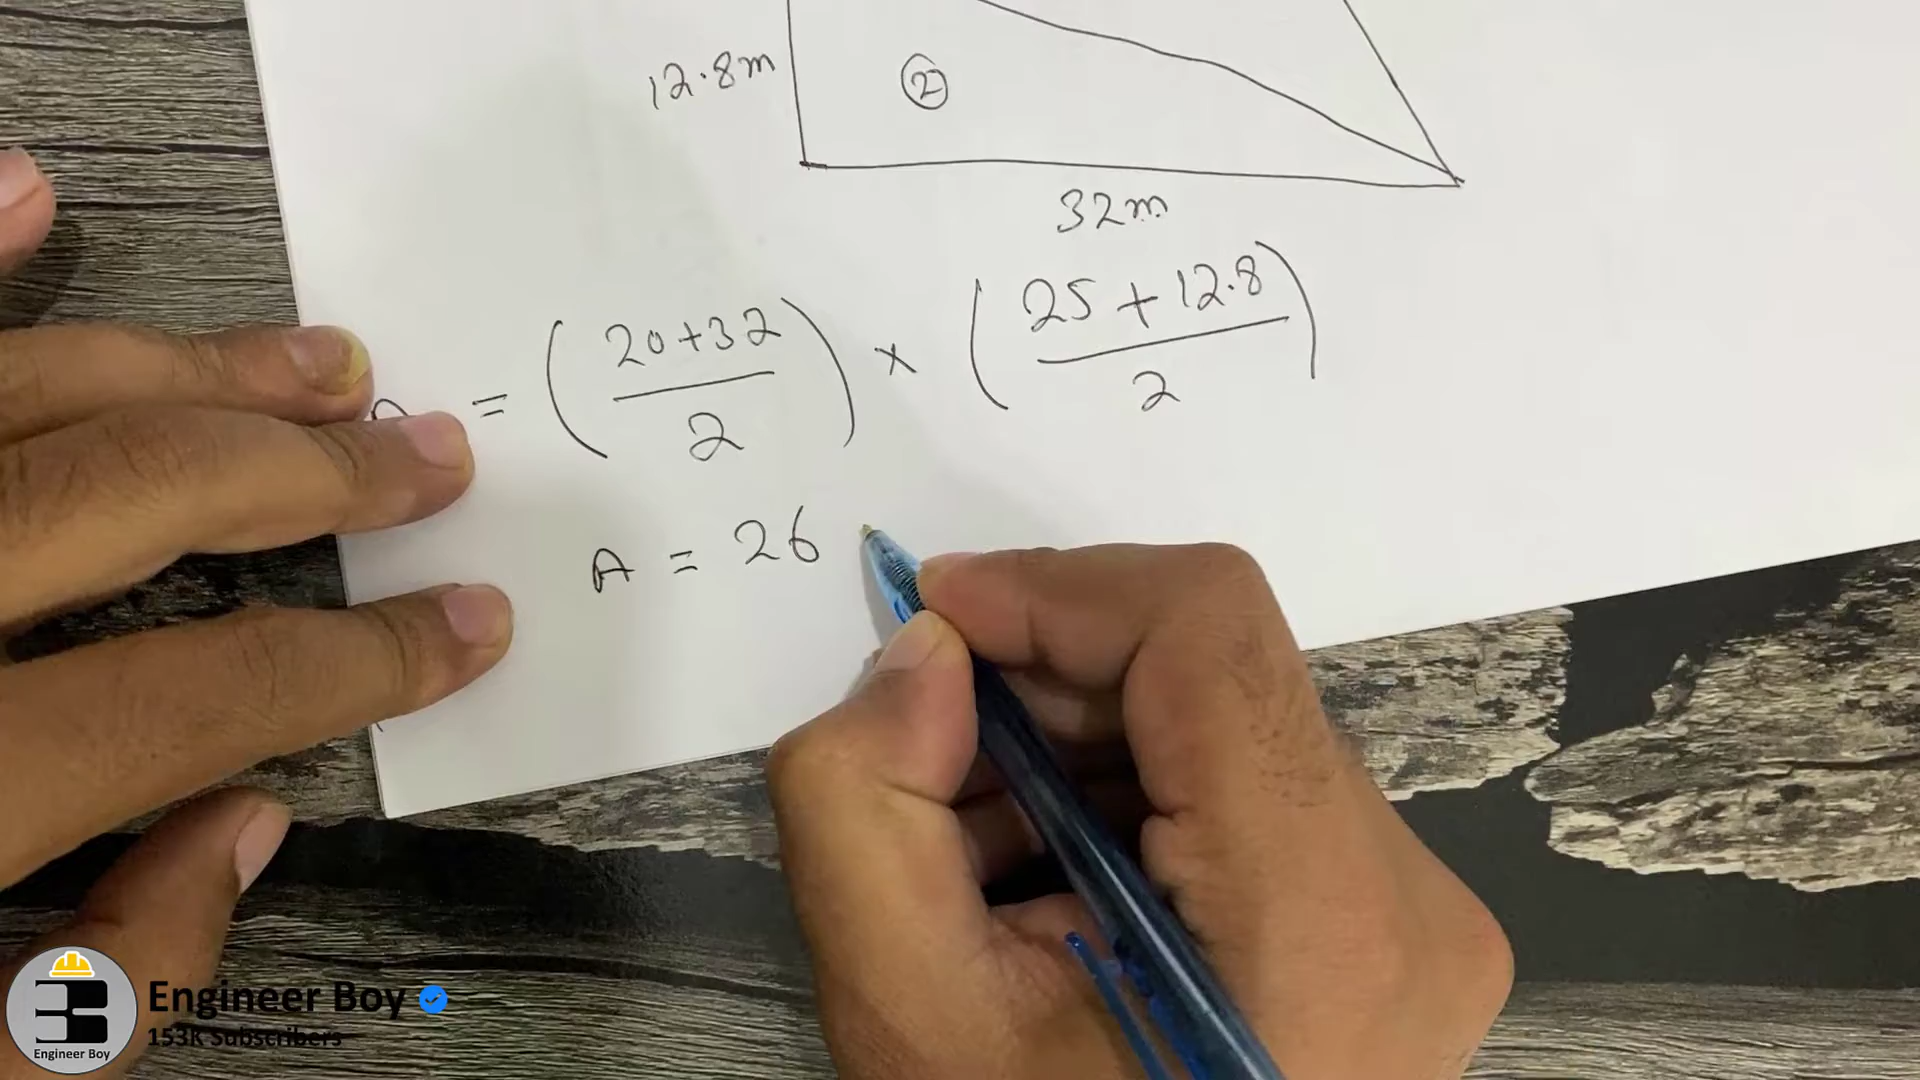 12.8m
2
32m
= (20+32/2) × (25+12.8/2)
A = 26
Engineer Boy
153K Subscribers
Engineer Boy